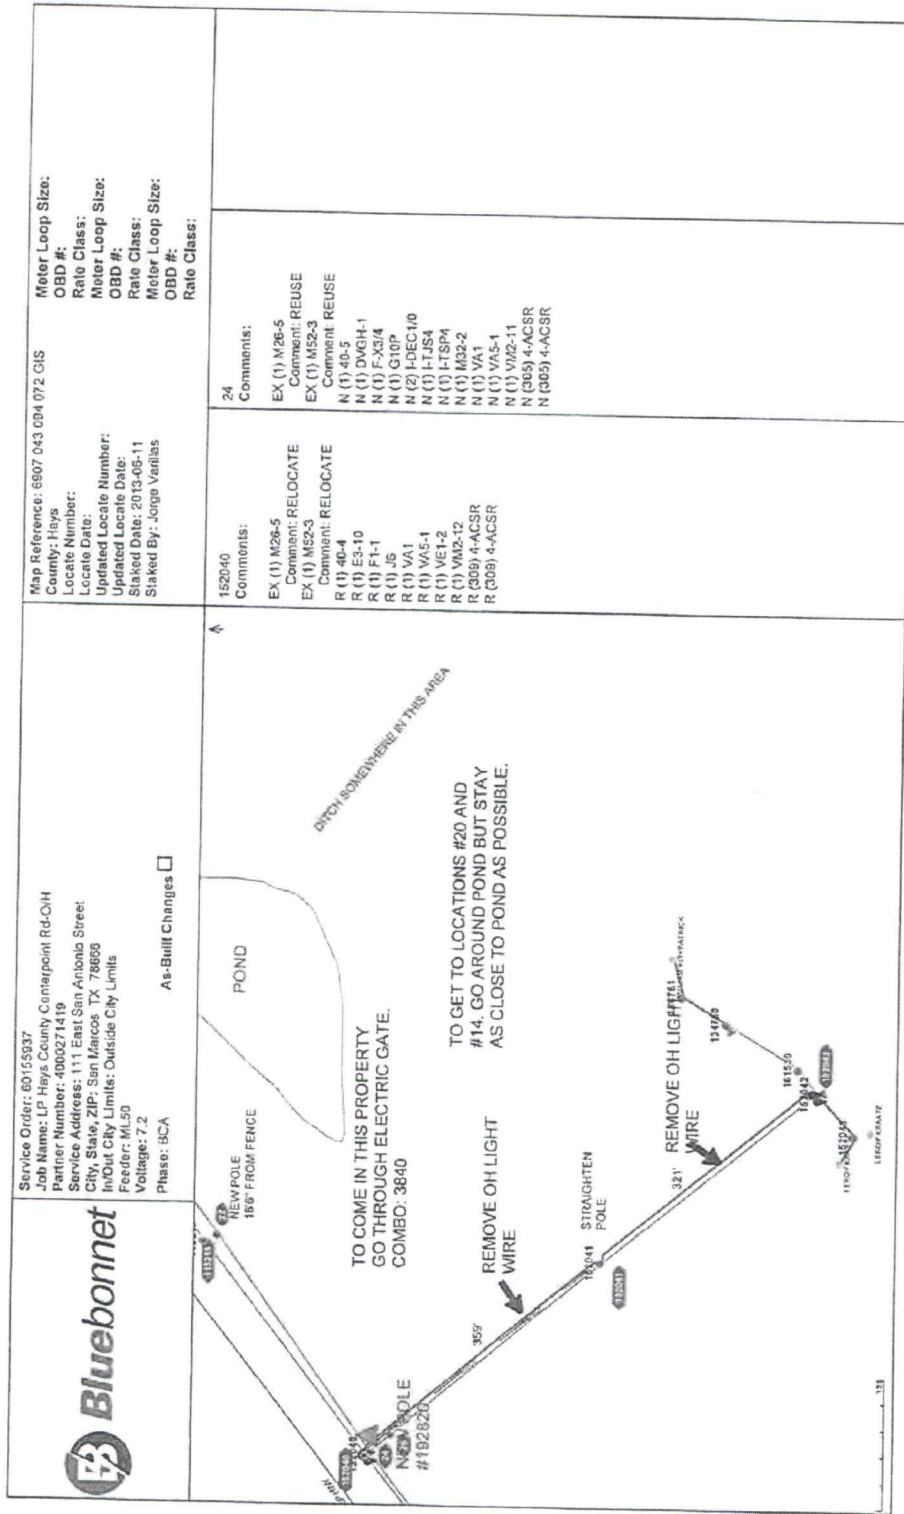 Bluebonnet
Service Order: 60155937
Job Name: LP Hays County Centerpoint Rd-O/H
Partner Number: 4000271419
Service Address: 111 East San Antonio Street
City, State, ZIP: San Marcos TX 78666
In/Out City Limits: Outside City Limits
Feeder: ML50
Voltage: 7.2
Phase: BCA
As-Built Changes
Map Reference: 6907 043 094 072 GIS
County: Hays
Locate Number:
Locate Date:
Updated Locate Number:
Updated Locate Date:
Staked Date: 2013-06-11
Staked By: Jorge Varillas
Meter Loop Size:
OBD #:
Rate Class:
Meter Loop Size:
OBD #:
Rate Class:
Meter Loop Size:
OBD #:
Rate Class:
NEW POLE
16'6" FROM FENCE
POND
TO COME IN THIS PROPERTY
GO THROUGH ELECTRIC GATE.
COMBO: 3840
DITCH SOMEWHERE IN THIS AREA
TO GET TO LOCATIONS #20 AND
#14. GO AROUND POND BUT STAY
AS CLOSE TO POND AS POSSIBLE.
152040
POLE
#192820
359'
REMOVE OH LIGHT
WIRE
STRAIGHTEN
POLE
321'
REMOVE OH LIGHT
WIRE
134760
161530
152042
LEROY KRAATZ
152040
Comments:
EX (1) M26-5
Comment: RELOCATE
EX (1) M52-3
Comment: RELOCATE
R (1) 40-4
R (1) E3-10
R (1) F1-1
R (1) J6
R (1) VA1
R (1) VA5-1
R (1) VE1-2
R (1) VM2-12
R (309) 4-ACSR
R (309) 4-ACSR
24
Comments:
EX (1) M26-5
Comment: REUSE
EX (1) M52-3
Comment: REUSE
N (1) 40-5
N (1) DVGH-1
N (1) F-X3/4
N (1) G10P
N (2) I-DEC1/0
N (1) I-TJS4
N (1) I-TSP4
N (1) M32-2
N (1) VA1
N (1) VA5-1
N (1) VM2-11
N (305) 4-ACSR
N (305) 4-ACSR